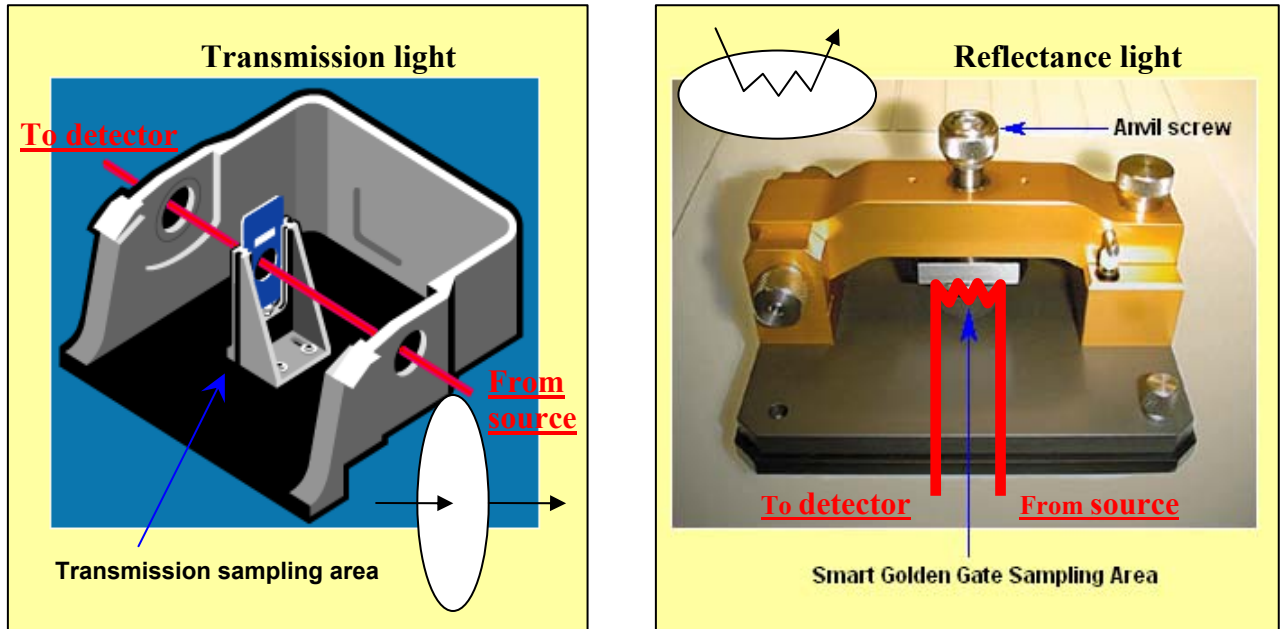 Transmission light
To detector
From
source
Transmission sampling area
Reflectance light
Anvil screw
To detector
From source
Smart Golden Gate Sampling Area